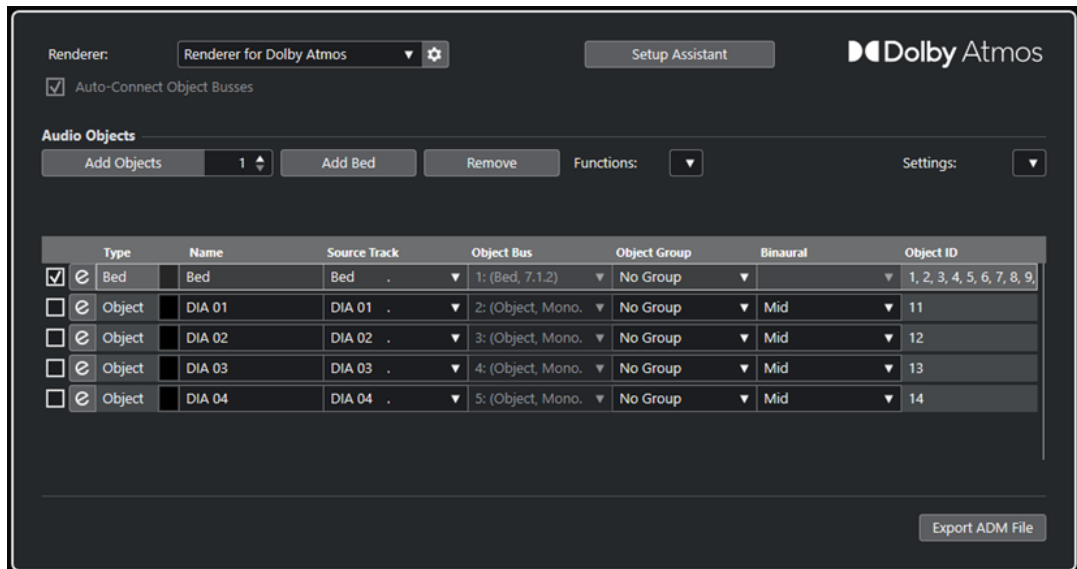 Renderer: Renderer for Dolby Atmos Setup Assistant Dolby Atmos
Auto-Connect Object Busses
Audio Objects
Add Objects 1 Add Bed Remove Functions: Settings:
Type Name Source Track Object Bus Object Group Binaural Object ID
e Bed Bed Bed . 1: (Bed, 7.1.2) No Group 1, 2, 3, 4, 5, 6, 7, 8, 9,
e Object DIA 01 DIA 01 . 2: (Object, Mono. No Group Mid 11
e Object DIA 02 DIA 02 . 3: (Object, Mono. No Group Mid 12
e Object DIA 03 DIA 03 . 4: (Object, Mono. No Group Mid 13
e Object DIA 04 DIA 04 . 5: (Object, Mono. No Group Mid 14
Export ADM File